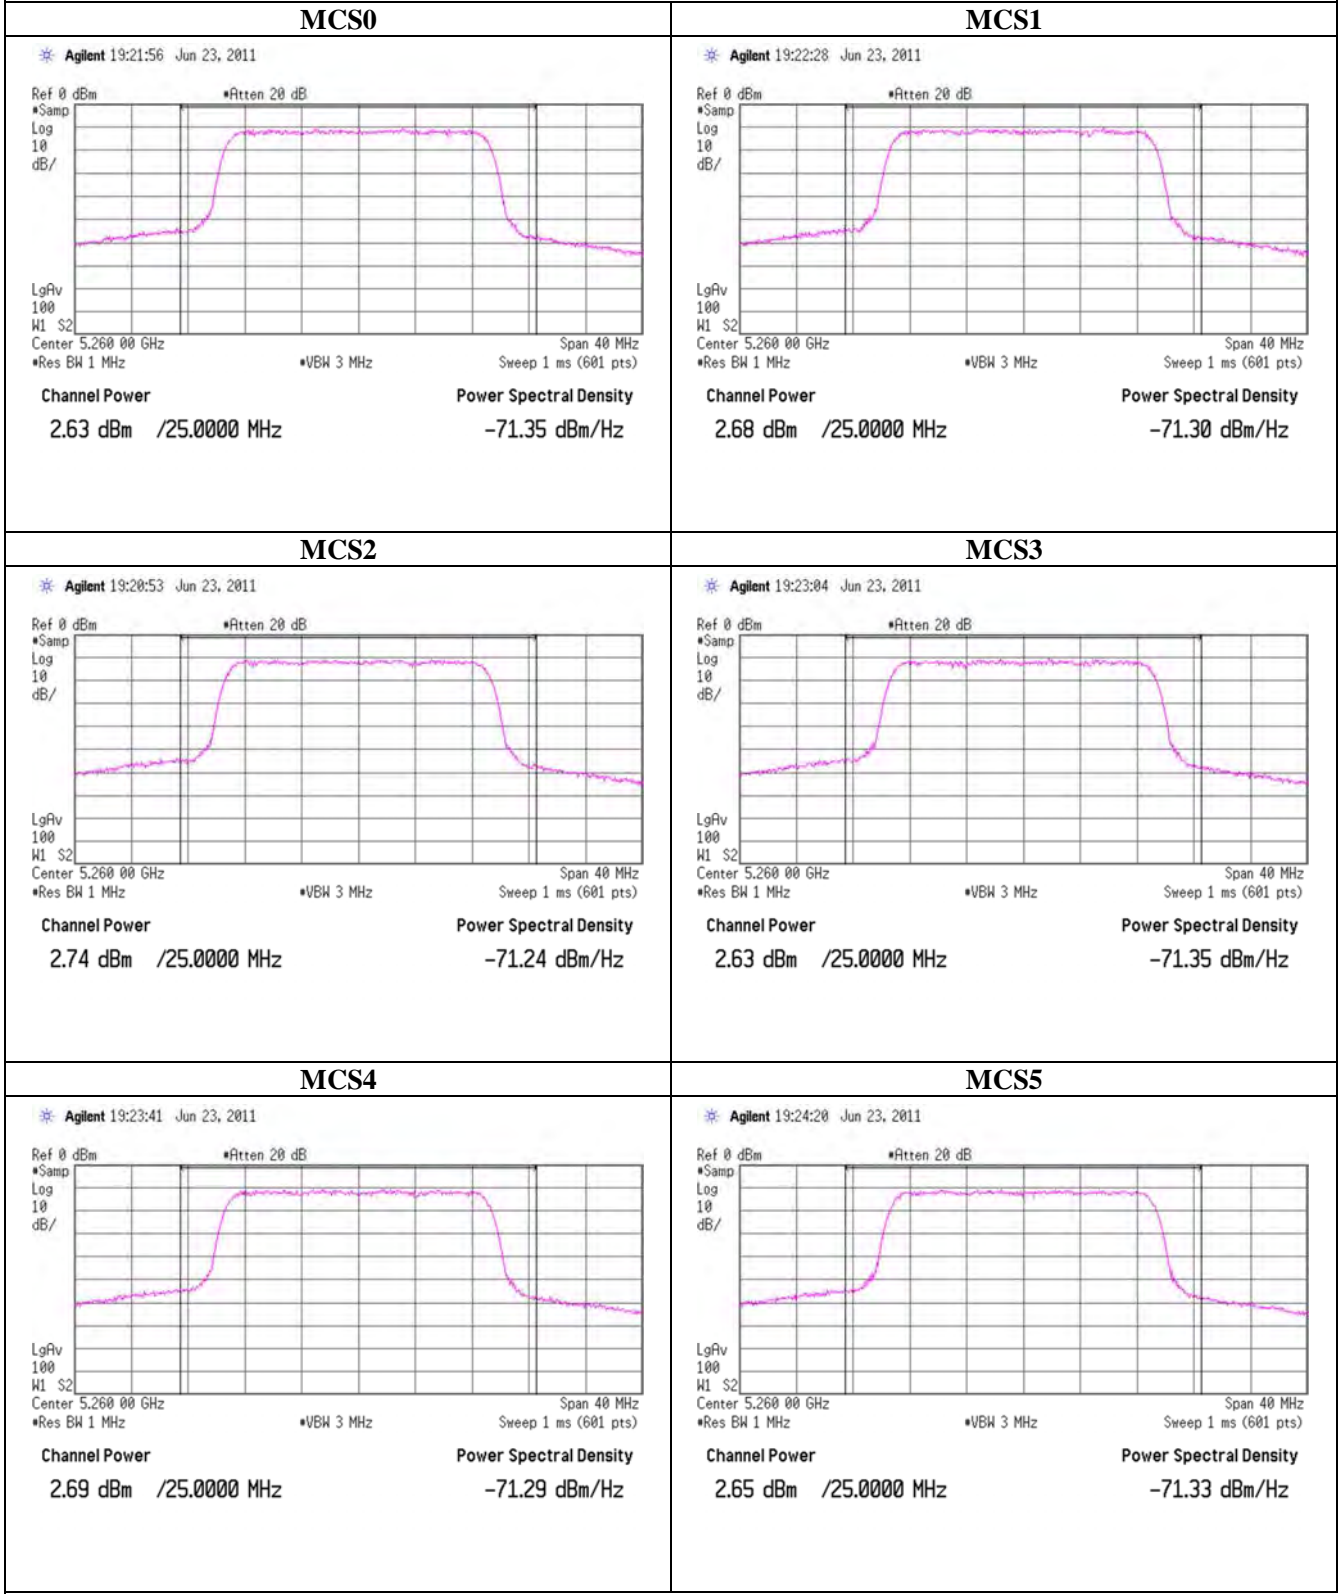 MCS0
MCS1
Agilent 19:21:56 Jun 23, 2011
Ref 0 dBm *Atten 20 dB
*Samp
Log
10
dB/
LgAv
100
W1 S2
Center 5.260 00 GHz Span 40 MHz
*Res BW 1 MHz *VBW 3 MHz Sweep 1 ms (601 pts)
Channel Power Power Spectral Density
2.63 dBm /25.0000 MHz -71.35 dBm/Hz
Agilent 19:22:28 Jun 23, 2011
Ref 0 dBm *Atten 20 dB
*Samp
Log
10
dB/
LgAv
100
W1 S2
Center 5.260 00 GHz Span 40 MHz
*Res BW 1 MHz *VBW 3 MHz Sweep 1 ms (601 pts)
Channel Power Power Spectral Density
2.68 dBm /25.0000 MHz -71.30 dBm/Hz
MCS2
MCS3
Agilent 19:20:53 Jun 23, 2011
Ref 0 dBm *Atten 20 dB
*Samp
Log
10
dB/
LgAv
100
W1 S2
Center 5.260 00 GHz Span 40 MHz
*Res BW 1 MHz *VBW 3 MHz Sweep 1 ms (601 pts)
Channel Power Power Spectral Density
2.74 dBm /25.0000 MHz -71.24 dBm/Hz
Agilent 19:23:04 Jun 23, 2011
Ref 0 dBm *Atten 20 dB
*Samp
Log
10
dB/
LgAv
100
W1 S2
Center 5.260 00 GHz Span 40 MHz
*Res BW 1 MHz *VBW 3 MHz Sweep 1 ms (601 pts)
Channel Power Power Spectral Density
2.63 dBm /25.0000 MHz -71.35 dBm/Hz
MCS4
MCS5
Agilent 19:23:41 Jun 23, 2011
Ref 0 dBm *Atten 20 dB
*Samp
Log
10
dB/
LgAv
100
W1 S2
Center 5.260 00 GHz Span 40 MHz
*Res BW 1 MHz *VBW 3 MHz Sweep 1 ms (601 pts)
Channel Power Power Spectral Density
2.69 dBm /25.0000 MHz -71.29 dBm/Hz
Agilent 19:24:20 Jun 23, 2011
Ref 0 dBm *Atten 20 dB
*Samp
Log
10
dB/
LgAv
100
W1 S2
Center 5.260 00 GHz Span 40 MHz
*Res BW 1 MHz *VBW 3 MHz Sweep 1 ms (601 pts)
Channel Power Power Spectral Density
2.65 dBm /25.0000 MHz -71.33 dBm/Hz